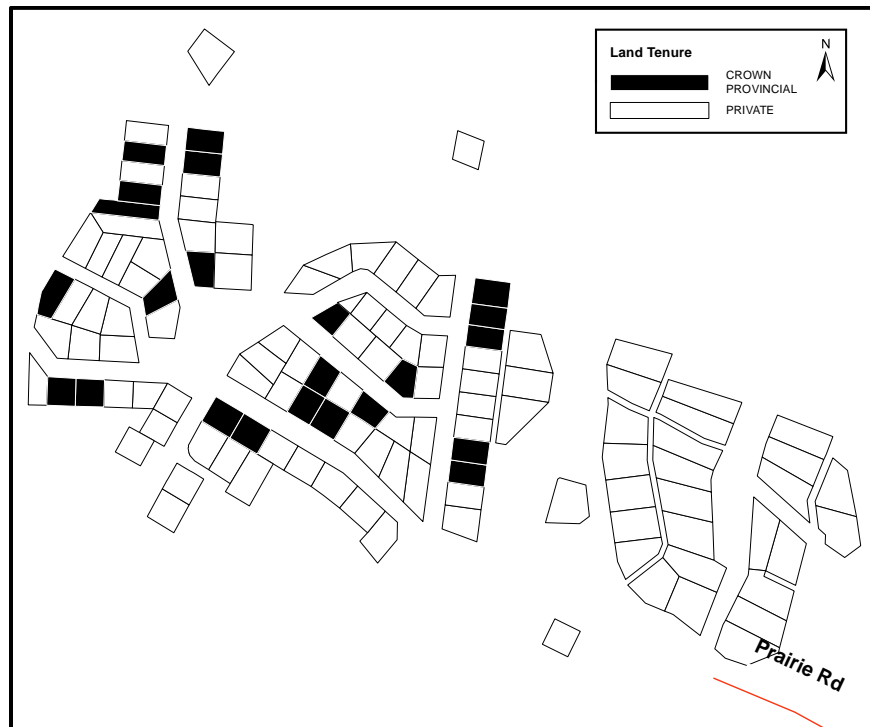 Land Tenure
N
CROWN
PROVINCIAL
PRIVATE
Prairie Rd